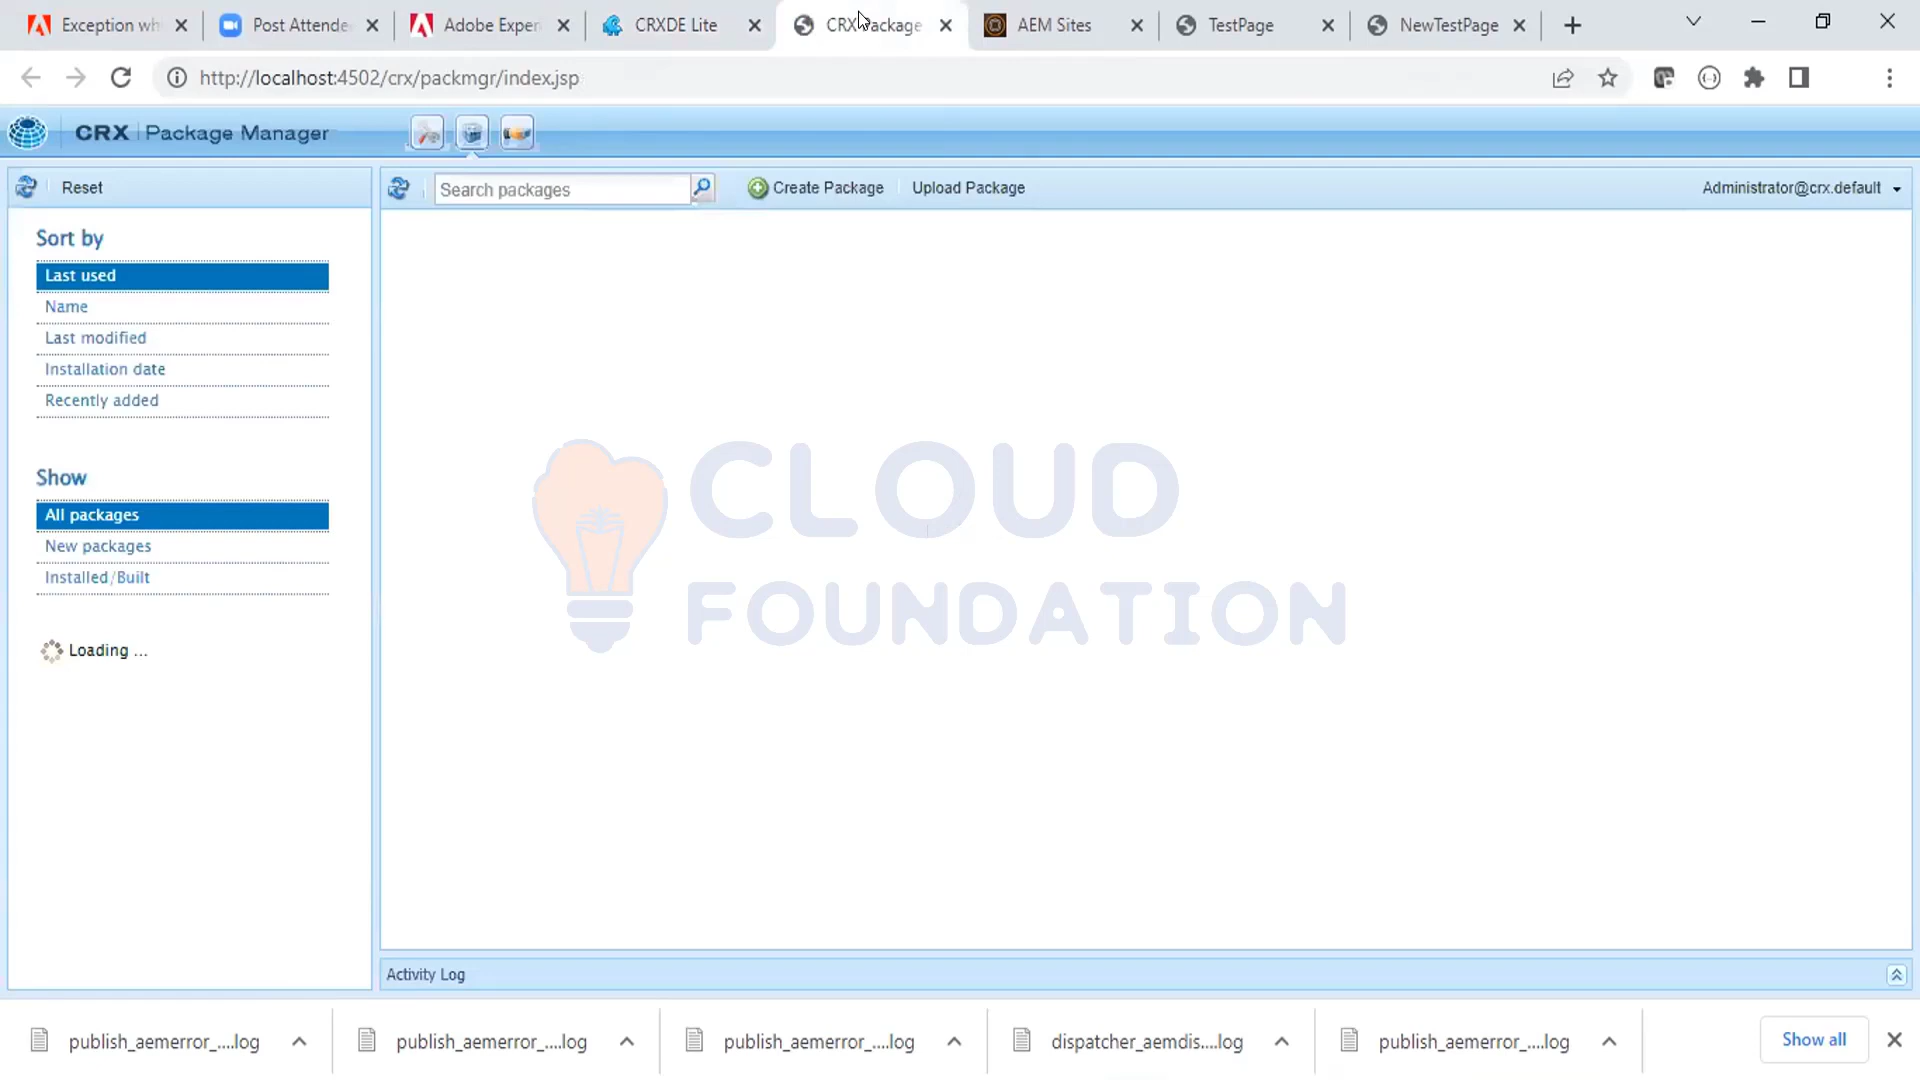 Exception wh
Post Attende
Adobe Experi
CRXDE Lite
CRX Package
AEM Sites
TestPage
NewTestPage
http://localhost:4502/crx/packmgr/index.jsp
CRX Package Manager
Reset
Search packages
Create Package
Upload Package
Administrator@crx.default
Sort by
Last used
Name
Last modified
Installation date
Recently added
Show
All packages
New packages
Installed/Built
Loading ...
CLOUD
FOUNDATION
Activity Log
publish_aemerror_....log
publish_aemerror_....log
publish_aemerror_....log
dispatcher_aemdis....log
publish_aemerror_....log
Show all